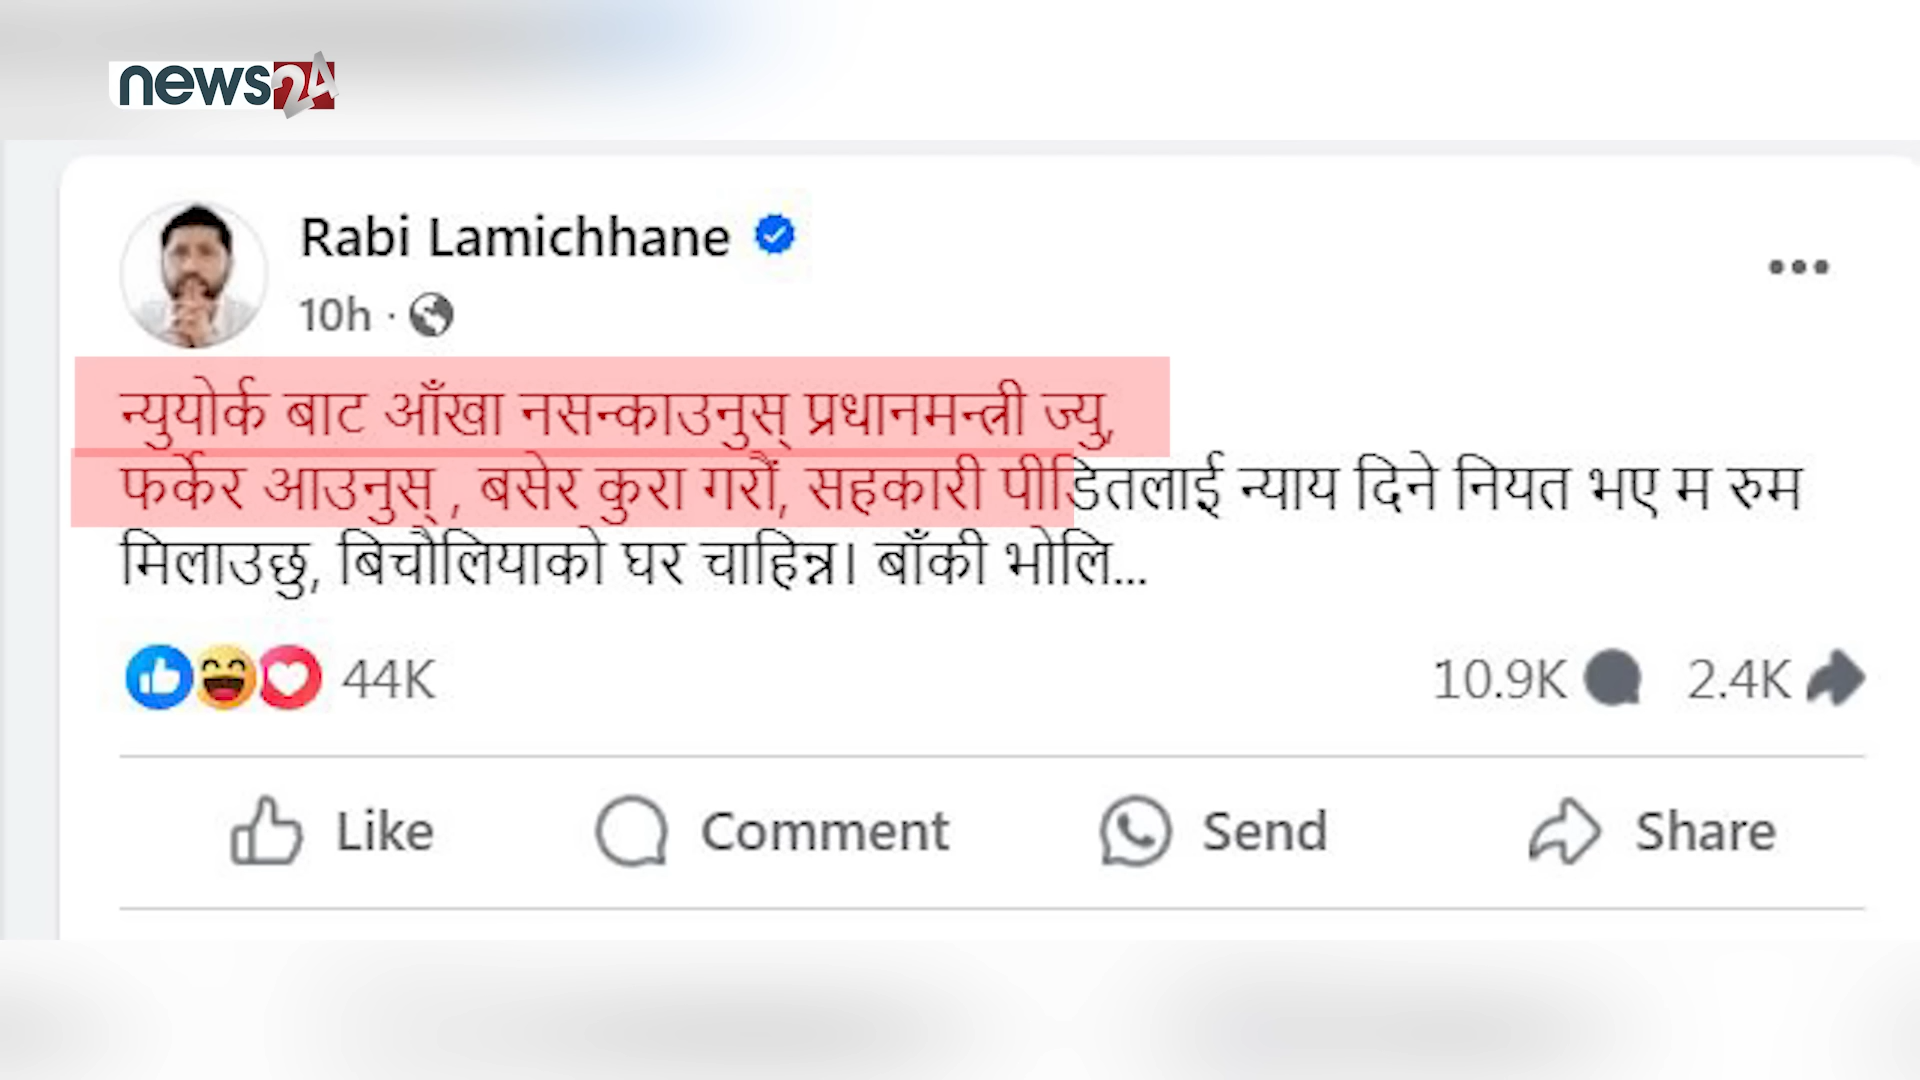 news24
Rabi Lamichhane
10h ·
न्युयोर्क बाट आँखा नसन्काउनुस् प्रधानमन्त्री ज्यु,
फर्केर आउनुस् , बसेर कुरा गरौं, सहकारी पीडितलाई न्याय दिने नियत भए म रुम
मिलाउछु, बिचौलियाको घर चाहिन्न। बाँकी भोलि...
44K
10.9K 2.4K
Like Comment Send Share